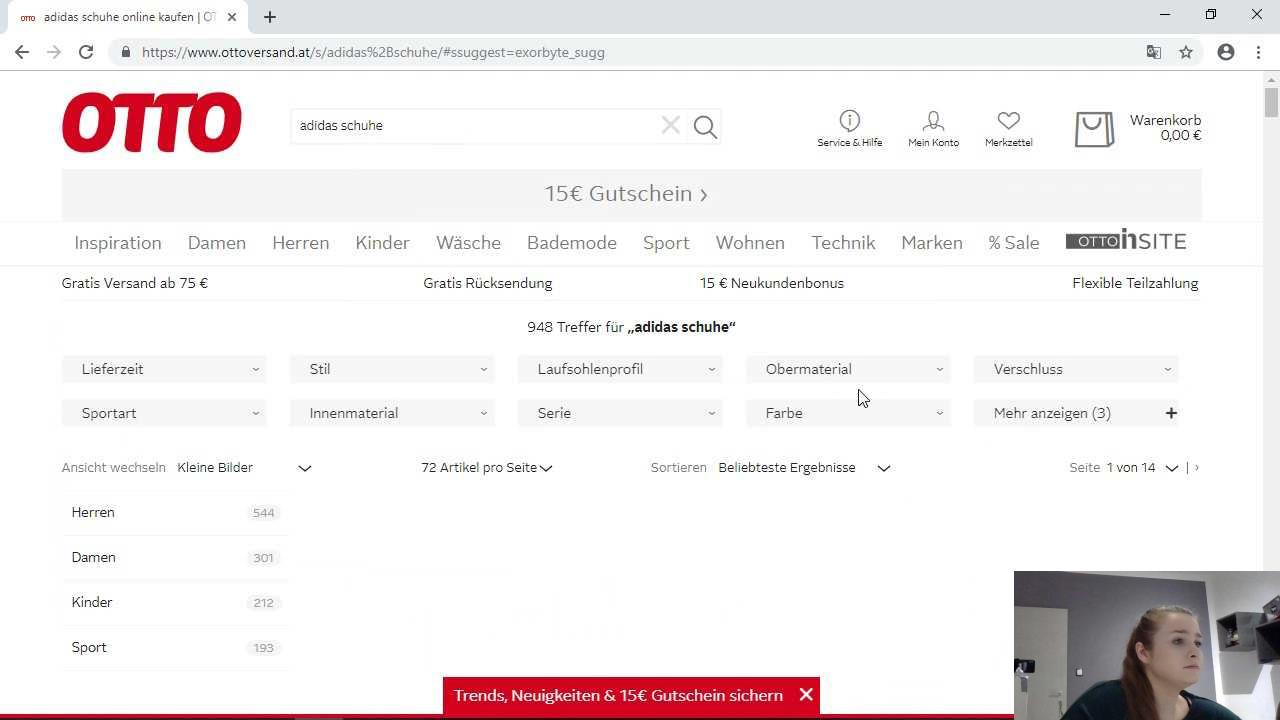 OTTO adidas schuhe online kaufen | OT
https://www.ottoversand.at/s/adidas%2Bschuhe/#ssuggest=exorbyte_sugg
OTTO
adidas schuhe
Service & Hilfe
Mein Konto
Merkzettel
Warenkorb
0,00 €
15€ Gutschein ›
Inspiration Damen Herren Kinder Wäsche Bademode Sport Wohnen Technik Marken % Sale OTTO inSITE
Gratis Versand ab 75 € Gratis Rücksendung 15 € Neukundenbonus Flexible Teilzahlung
948 Treffer für „adidas schuhe“
Lieferzeit Stil Laufsohlenprofil Obermaterial Verschluss
Sportart Innenmaterial Serie Farbe Mehr anzeigen (3) +
Ansicht wechseln Kleine Bilder 72 Artikel pro Seite Sortieren Beliebteste Ergebnisse Seite 1 von 14 | ›
Herren 544
Damen 301
Kinder 212
Sport 193
Trends, Neuigkeiten & 15€ Gutschein sichern